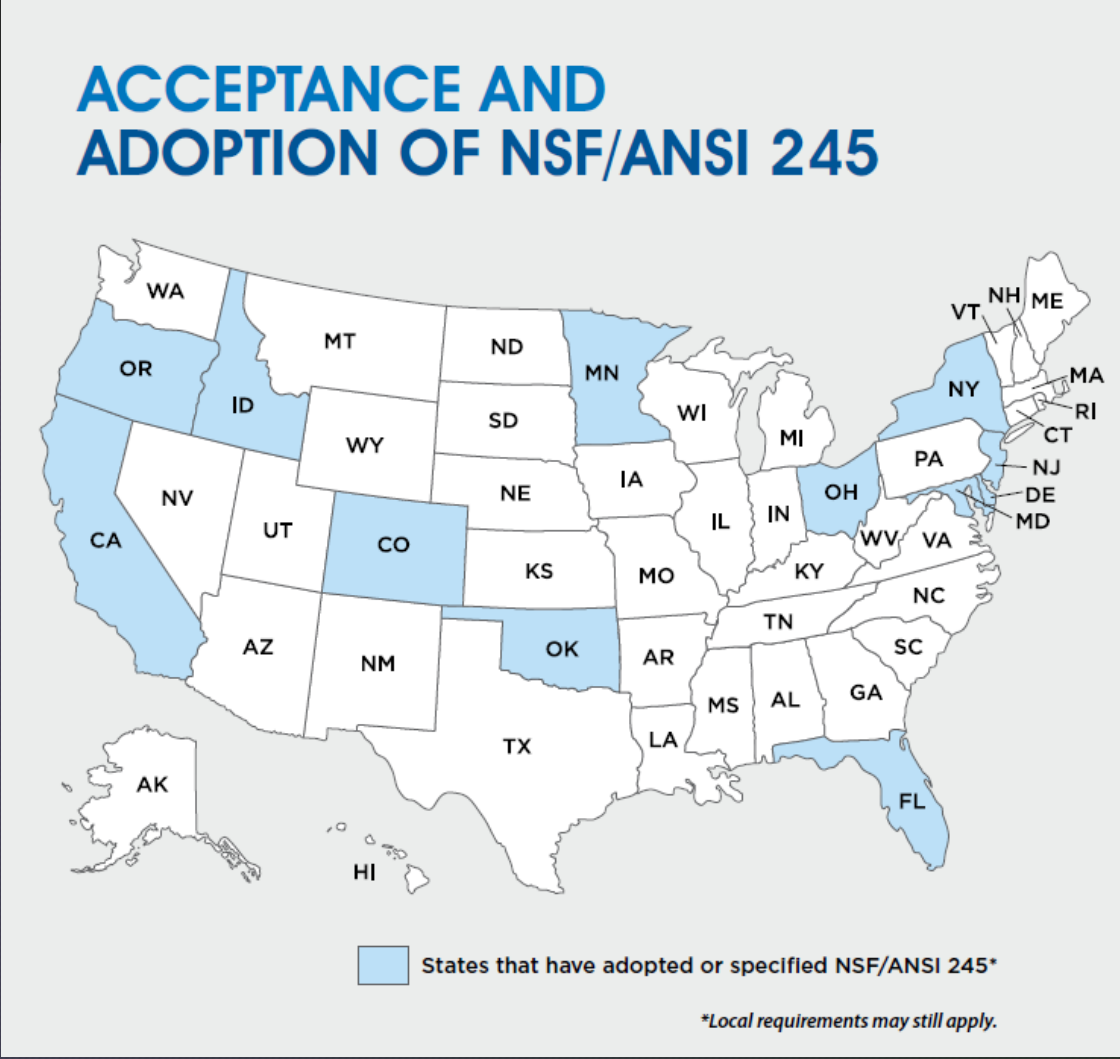 ACCEPTANCE AND
ADOPTION OF NSF/ANSI 245
WA
MT
ND
MN
VT
NH
ME
OR
ID
SD
WI
MI
NY
MA
RI
CT
WY
NE
IA
PA
NJ
DE
MD
NV
UT
CO
KS
MO
IL
IN
OH
WV
VA
CA
KY
NC
TN
AZ
NM
OK
AR
SC
MS
AL
GA
TX
LA
AK
FL
HI
States that have adopted or specified NSF/ANSI 245*
*Local requirements may still apply.